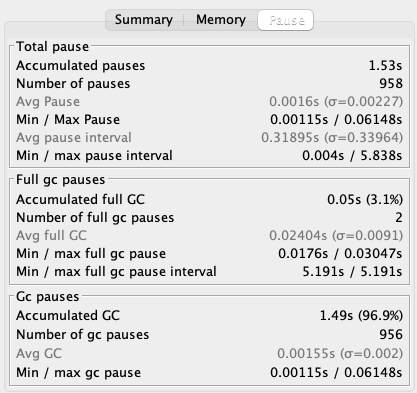 Summary Memory Pause
Total pause
Accumulated pauses 1.53s
Number of pauses 958
Avg Pause 0.0016s (σ=0.00227)
Min / Max Pause 0.00115s / 0.06148s
Avg pause interval 0.31895s (σ=0.33964)
Min / max pause interval 0.004s / 5.838s
Full gc pauses
Accumulated full GC 0.05s (3.1%)
Number of full gc pauses 2
Avg full GC 0.02404s (σ=0.0091)
Min / max full gc pause 0.0176s / 0.03047s
Min / max full gc pause interval 5.191s / 5.191s
Gc pauses
Accumulated GC 1.49s (96.9%)
Number of gc pauses 956
Avg GC 0.00155s (σ=0.002)
Min / max gc pause 0.00115s / 0.06148s